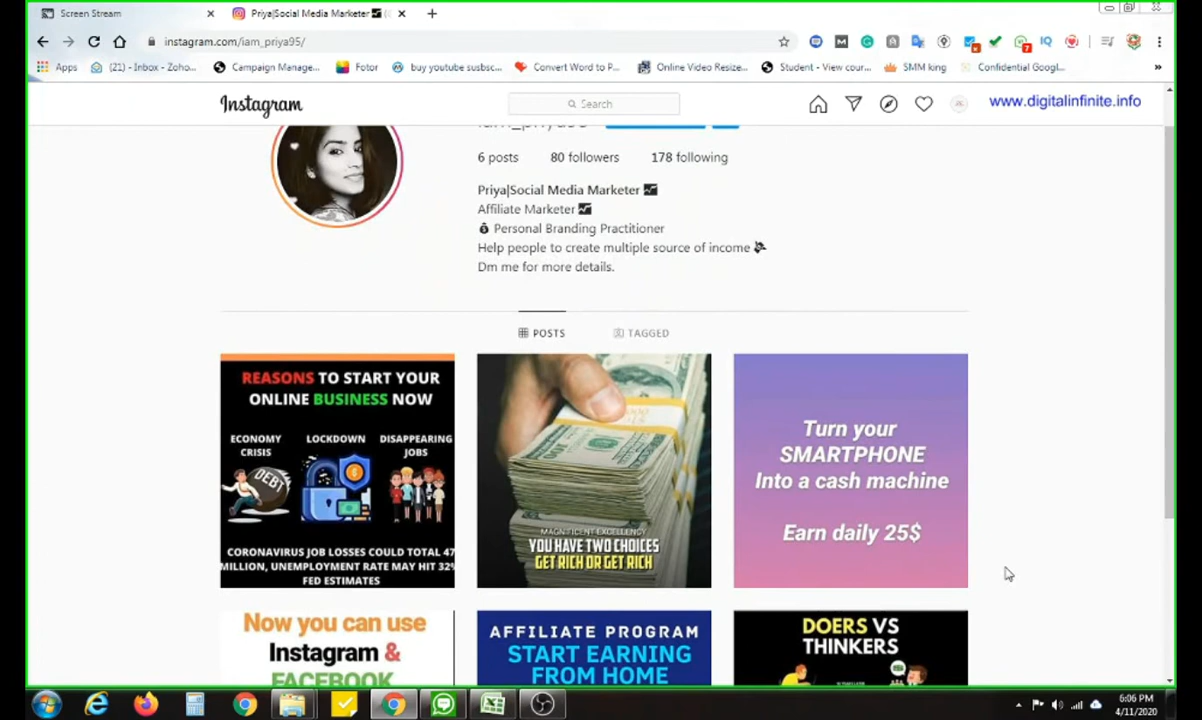 Screen Stream
Priya|Social Media Marketer
instagram.com/iam_priya95/
Apps
(21) - Inbox - Zoho...
Campaign Manage...
Fotor
buy youtube susbsc...
Convert Word to P...
Online Video Resize...
Student - View cour...
SMM king
Confidential Googl...
Instagram
Search
www.digitalinfinite.info
iam_priya95
6 posts 80 followers 178 following
Priya|Social Media Marketer
Affiliate Marketer
Personal Branding Practitioner
Help people to create multiple source of income
Dm me for more details.
POSTS
TAGGED
REASONS TO START YOUR
ONLINE BUSINESS NOW
ECONOMY
CRISIS
LOCKDOWN
DISAPPEARING
JOBS
DEBT
CORONAVIRUS JOB LOSSES COULD TOTAL 47
MILLION, UNEMPLOYMENT RATE MAY HIT 32%
FED ESTIMATES
MAGNIFICENT EXCELLENCY
YOU HAVE TWO CHOICES
GET RICH OR GET RICH
Turn your
SMARTPHONE
Into a cash machine
Earn daily 25$
Now you can use
Instagram &
FACEBOOK
AFFILIATE PROGRAM
START EARNING
FROM HOME
DOERS VS
THINKERS
6:06 PM
4/11/2020